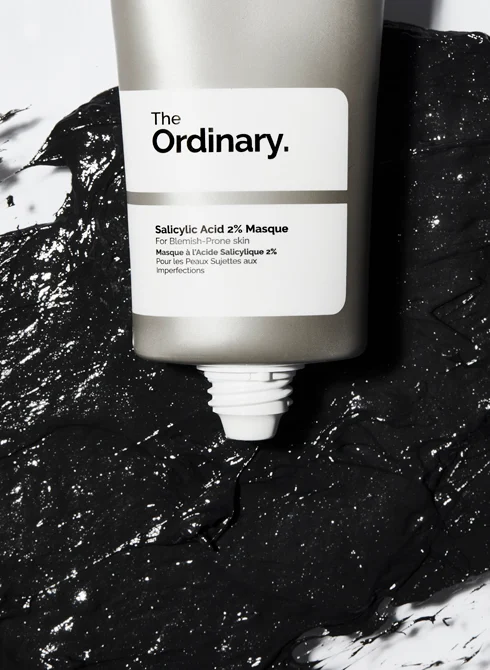 The
Ordinary.
Salicylic Acid 2% Masque
For Blemish-Prone skin
Masque à l'Acide Salicylique 2%
Pour les Peaux Sujettes aux
Imperfections